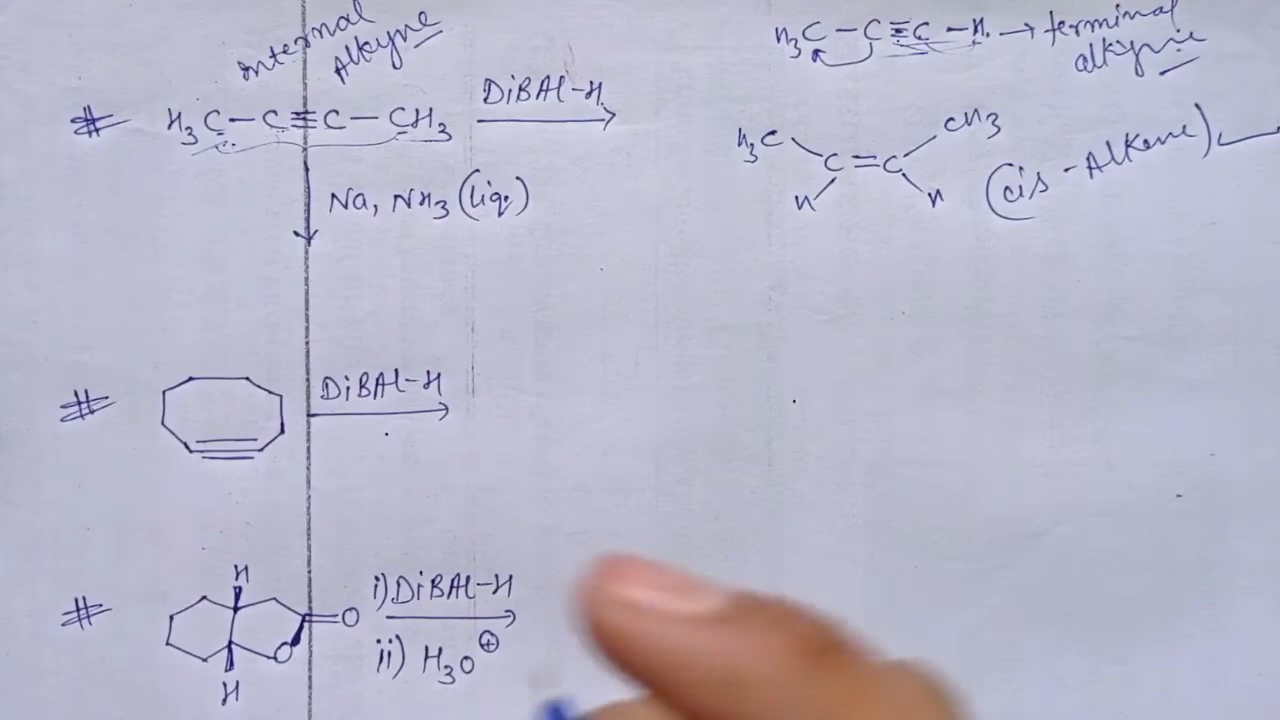 internal Alkyne
H₃C – C ≡ C – C – H → terminal alkyne
# H₃C – C ≡ C – CH₃ DiBAl-H
H₃C CH₃
C = C
H H
(cis-Alkene)
Na, NH₃ (liq.)
# DiBAl-H
H
# O i) DiBAl-H
O ii) H₃O⊕
H